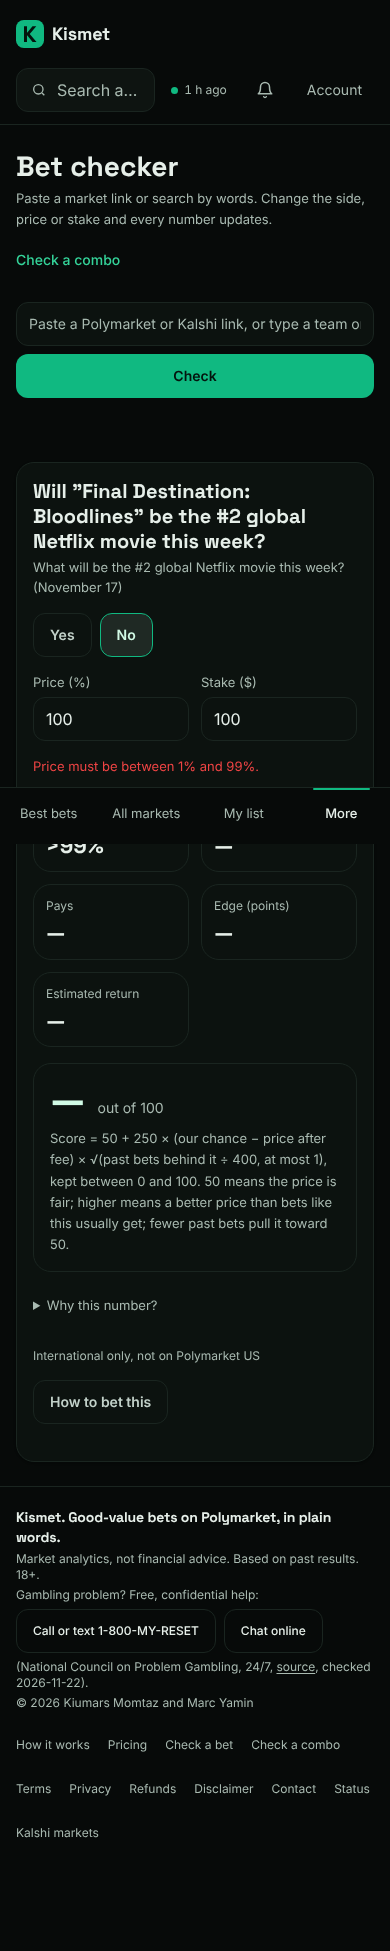 Kismet
Search a...
1 h ago
Account
Bet checker
Paste a market link or search by words. Change the side,
price or stake and every number updates.
Check a combo
Paste a Polymarket or Kalshi link, or type a team o
Check
Will "Final Destination:
Bloodlines" be the #2 global
Netflix movie this week?
What will be the #2 global Netflix movie this week?
(November 17)
Yes
No
Price (%)
Stake ($)
100
100
Price must be between 1% and 99%.
Best bets
All markets
My list
More
>99%
—
Pays
—
Edge (points)
—
Estimated return
—
— out of 100
Score = 50 + 250 × (our chance − price after
fee) × √(past bets behind it ÷ 400, at most 1),
kept between 0 and 100. 50 means the price is
fair; higher means a better price than bets like
this usually get; fewer past bets pull it toward
50.
Why this number?
International only, not on Polymarket US
How to bet this
Kismet. Good-value bets on Polymarket, in plain
words.
Market analytics, not financial advice. Based on past results.
18+.
Gambling problem? Free, confidential help:
Call or text 1-800-MY-RESET
Chat online
(National Council on Problem Gambling, 24/7, source, checked
2026-11-22).
© 2026 Kiumars Momtaz and Marc Yamin
How it works
Pricing
Check a bet
Check a combo
Terms
Privacy
Refunds
Disclaimer
Contact
Status
Kalshi markets